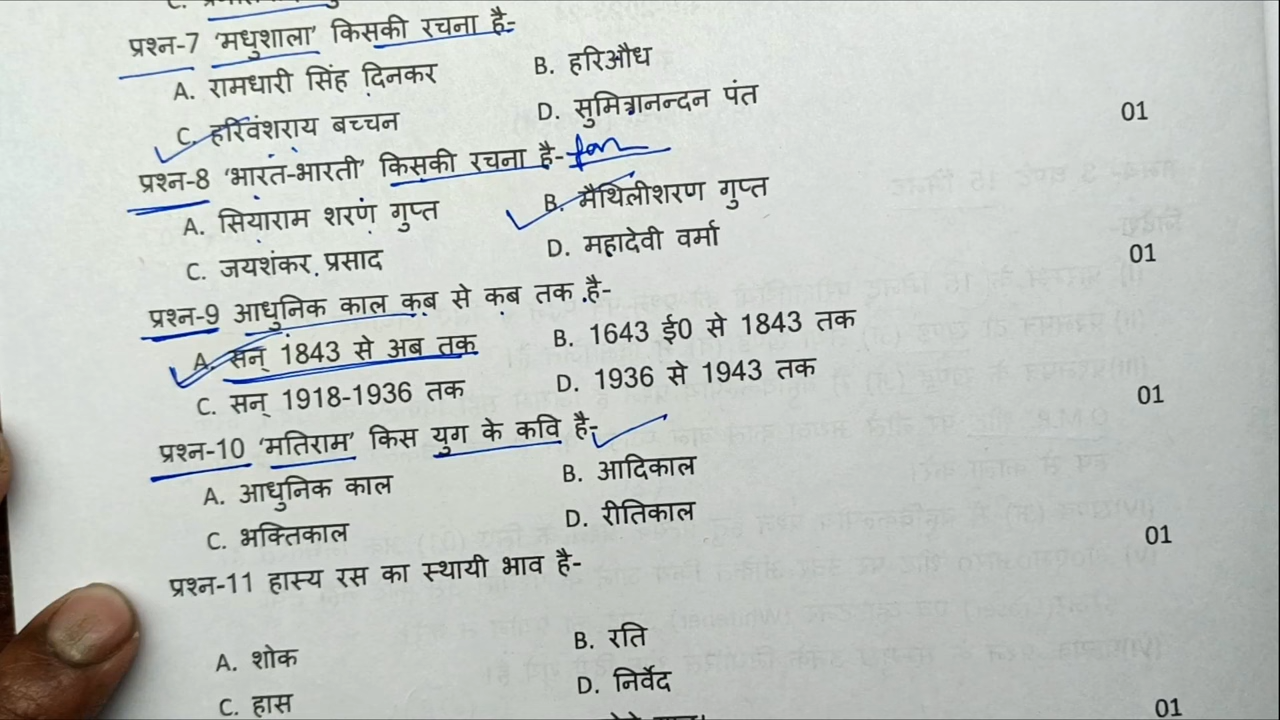 प्रश्न-7 'मधुशाला' किसकी रचना है-
A. रामधारी सिंह दिनकर B. हरिऔध
C. हरिवंशराय बच्चन D. सुमित्रानन्दन पंत
01
प्रश्न-8 'भारत-भारती' किसकी रचना है-
A. सियाराम शरण गुप्त B. मैथिलीशरण गुप्त
C. जयशंकर प्रसाद D. महादेवी वर्मा
01
प्रश्न-9 आधुनिक काल कब से कब तक है-
A. सन् 1843 से अब तक B. 1643 ई0 से 1843 तक
C. सन् 1918-1936 तक D. 1936 से 1943 तक
01
प्रश्न-10 'मतिराम' किस युग के कवि है-
A. आधुनिक काल B. आदिकाल
C. भक्तिकाल D. रीतिकाल
01
प्रश्न-11 हास्य रस का स्थायी भाव है-
A. शोक B. रति
C. हास D. निर्वेद
01